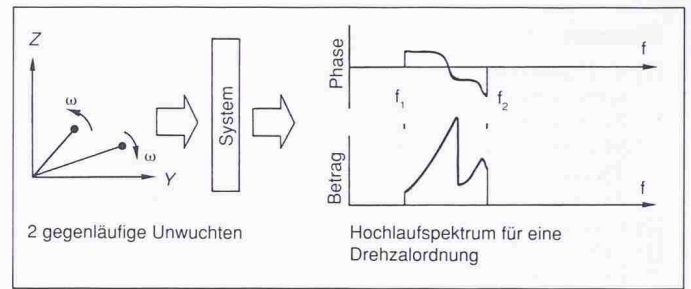 Z
ω
ω
Y
System
Phase
f
f₁
f₂
Betrag
f
2 gegenläufige Unwuchten
Hochlaufspektrum für eine
Drehzalordnung